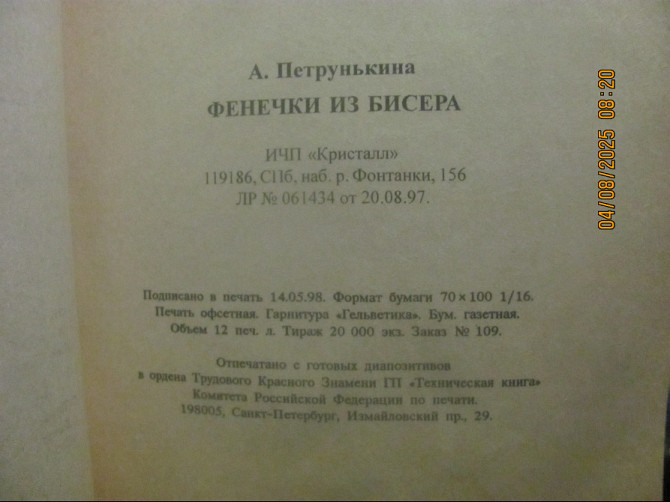 А. Петрунькина
ФЕНЕЧКИ ИЗ БИСЕРА
ИЧП «Кристалл»
119186, СПб, наб. р. Фонтанки, 156
ЛР № 061434 от 20.08.97.
Подписано в печать 14.05.98. Формат бумаги 70 × 100 1/16.
Печать офсетная. Гарнитура «Гельветика». Бум. газетная.
Объем 12 печ. л. Тираж 20 000 экз. Заказ № 109.
Отпечатано с готовых диапозитивов
в ордена Трудового Красного Знамени ГП «Техническая книга»
Комитета Российской Федерации по печати.
198005, Санкт-Петербург, Измайловский пр., 29.
04/08/2025 08:20